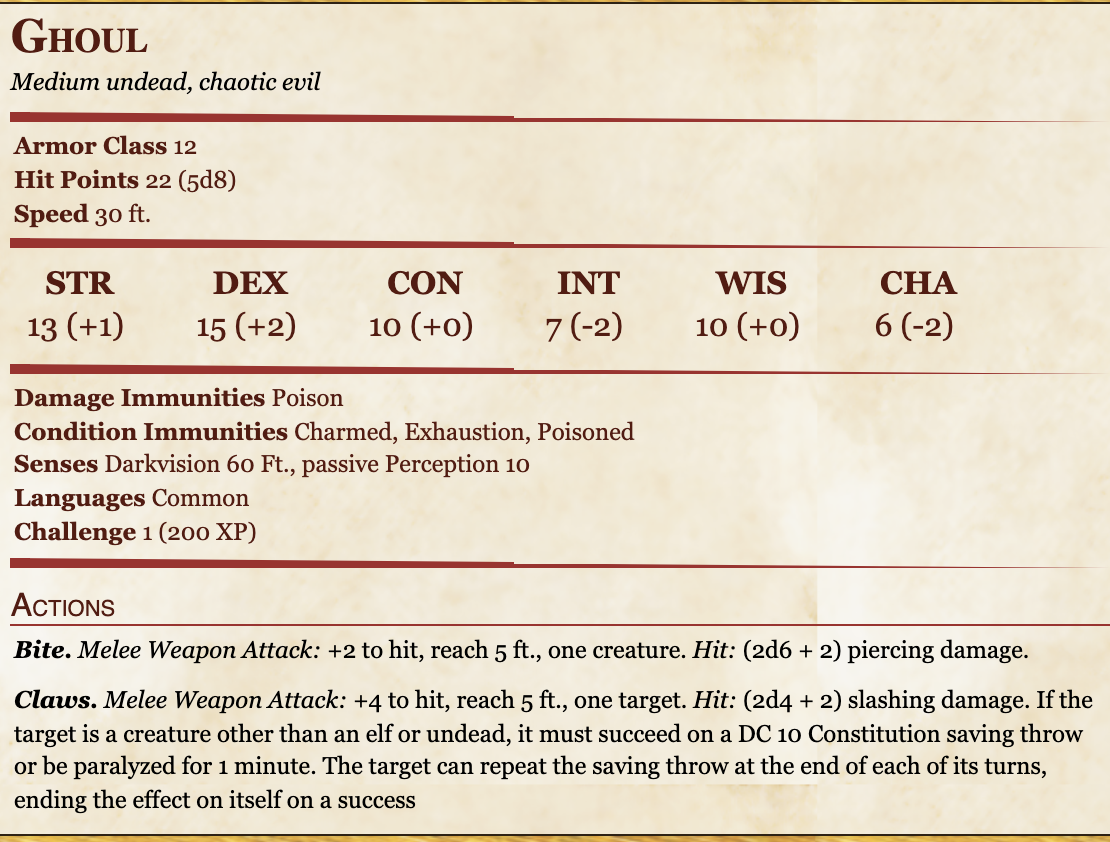 Ghoul
Medium undead, chaotic evil
Armor Class 12
Hit Points 22 (5d8)
Speed 30 ft.
STR DEX CON INT WIS CHA
13 (+1) 15 (+2) 10 (+0) 7 (-2) 10 (+0) 6 (-2)
Damage Immunities Poison
Condition Immunities Charmed, Exhaustion, Poisoned
Senses Darkvision 60 Ft., passive Perception 10
Languages Common
Challenge 1 (200 XP)
Actions
Bite. Melee Weapon Attack: +2 to hit, reach 5 ft., one creature. Hit: (2d6 + 2) piercing damage.
Claws. Melee Weapon Attack: +4 to hit, reach 5 ft., one target. Hit: (2d4 + 2) slashing damage. If the
target is a creature other than an elf or undead, it must succeed on a DC 10 Constitution saving throw
or be paralyzed for 1 minute. The target can repeat the saving throw at the end of each of its turns,
ending the effect on itself on a success